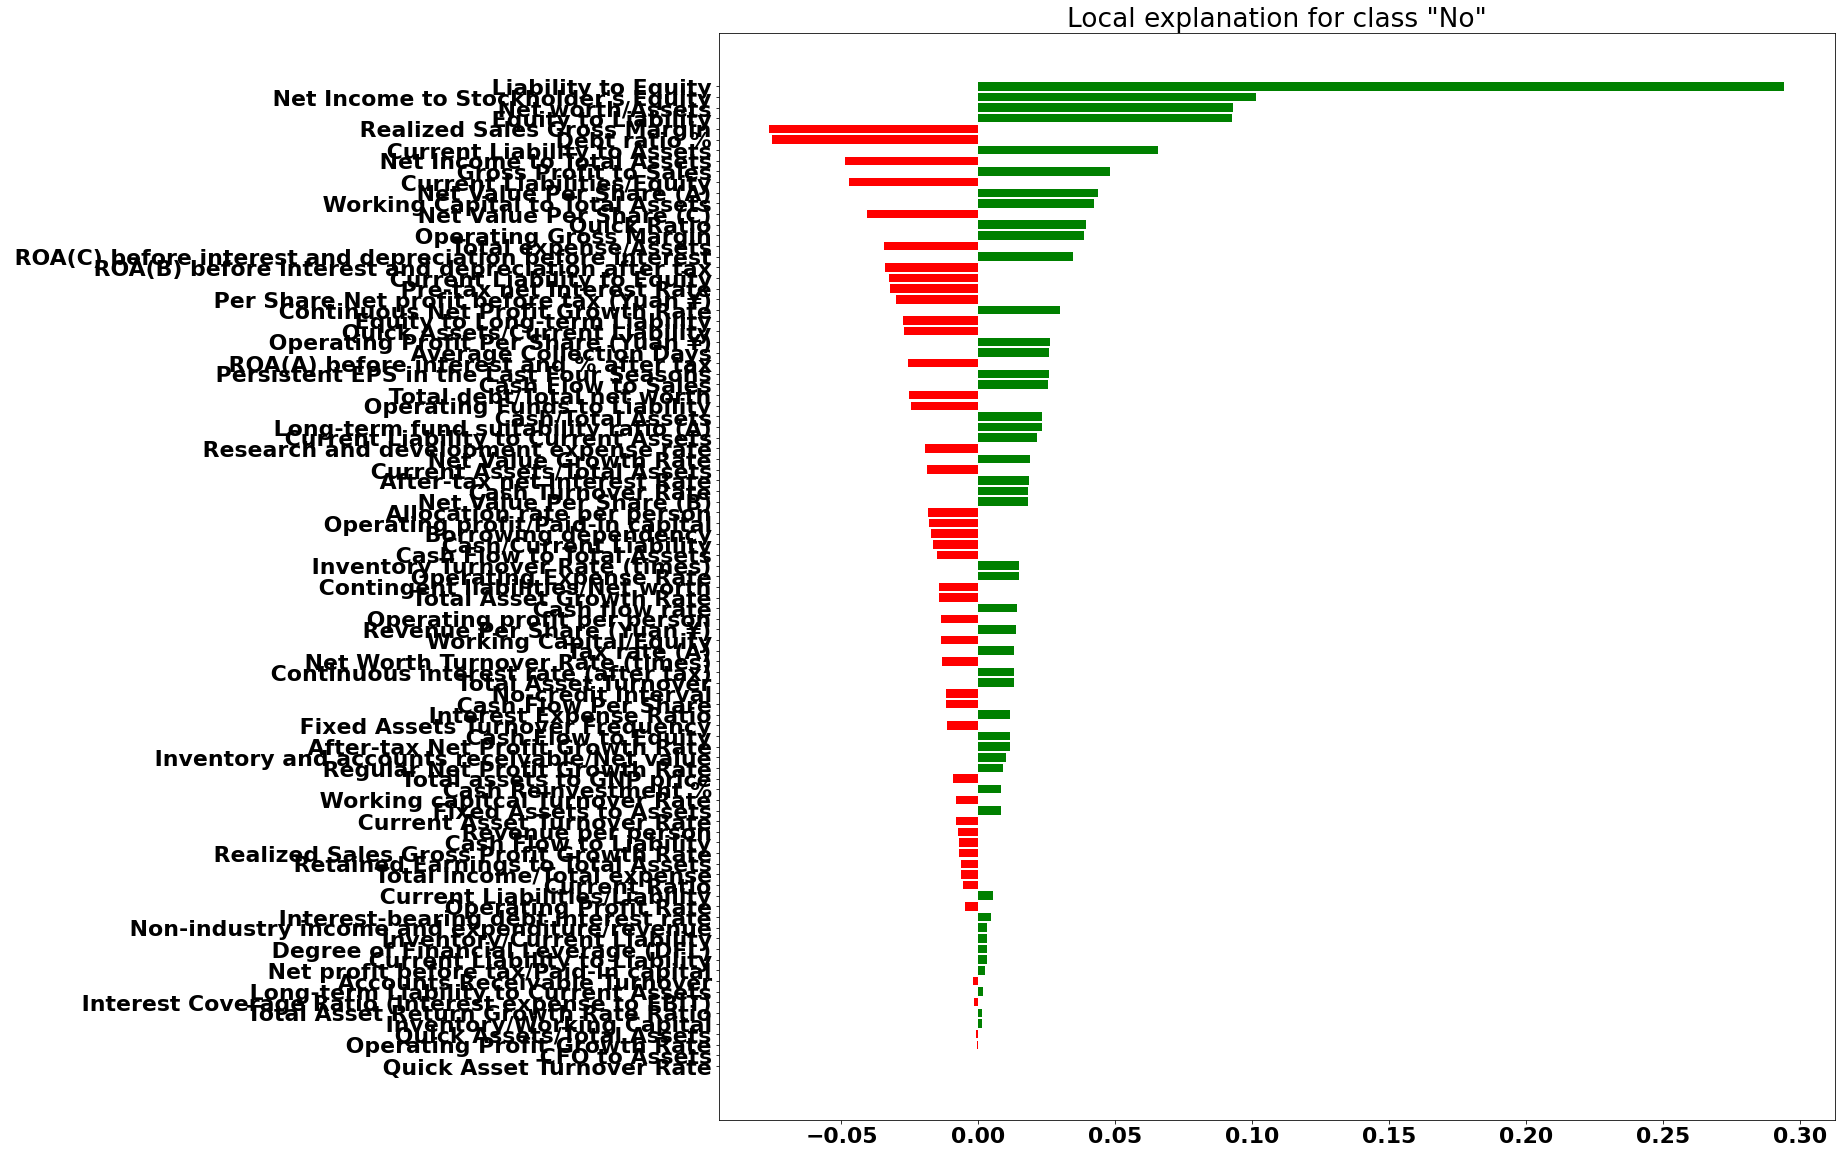 Local explanation for class "No"
Liability to Equity
Net Income to Stockholder's Equity
Net worth/Assets
Equity to Liability
Realized Sales Gross Margin
Debt ratio %
Current Liability to Assets
Net Income to Total Assets
Gross Profit to Sales
Current Liabilities/Equity
Net Value Per Share (A)
Working Capital to Total Assets
Net Value Per Share (C)
Quick Ratio
Operating Gross Margin
Total expense/Assets
ROA(C) before interest and depreciation before interest
ROA(B) before interest and depreciation after tax
Current Liability to Equity
Pre-tax net Interest Rate
Per Share Net profit before tax (Yuan ¥)
Continuous Net Profit Growth Rate
Equity to Long-term Liability
Quick Assets/Current Liability
Operating Profit Per Share (Yuan ¥)
Average Collection Days
ROA(A) before interest and % after tax
Persistent EPS in the Last Four Seasons
Cash Flow to Sales
Total debt/Total net worth
Operating Funds to Liability
Cash/Total Assets
Long-term fund suitability ratio (A)
Current Liability to Current Assets
Research and development expense rate
Net Value Growth Rate
Current Assets/Total Assets
After-tax net Interest Rate
Cash Turnover Rate
Net Value Per Share (B)
Allocation rate per person
Operating profit/Paid-in capital
Borrowing dependency
Cash/Current Liability
Cash Flow to Total Assets
Inventory Turnover Rate (times)
Operating Expense Rate
Contingent liabilities/Net worth
Total Asset Growth Rate
Cash flow rate
Operating profit per person
Revenue Per Share (Yuan ¥)
Working Capital/Equity
Tax rate (A)
Net Worth Turnover Rate (times)
Continuous interest rate (after tax)
Total Asset Turnover
No-credit Interval
Cash Flow Per Share
Interest Expense Ratio
Fixed Assets Turnover Frequency
Cash Flow to Equity
After-tax Net Profit Growth Rate
Inventory and accounts receivable/Net value
Regular Net Profit Growth Rate
Total assets to GNP price
Cash Reinvestment %
Working capitcal Turnover Rate
Fixed Assets to Assets
Current Asset Turnover Rate
Revenue per person
Cash Flow to Liability
Realized Sales Gross Profit Growth Rate
Retained Earnings to Total Assets
Total income/Total expense
Current Ratio
Current Liabilities/Liability
Operating Profit Rate
Interest-bearing debt interest rate
Non-industry income and expenditure/revenue
Inventory/Current Liability
Degree of Financial Leverage (DFL)
Current Liability to Liability
Net profit before tax/Paid-in capital
Accounts Receivable Turnover
Long-term Liability to Current Assets
Interest Coverage Ratio (Interest expense to EBIT)
Total Asset Return Growth Rate Ratio
Inventory/Working Capital
Quick Assets/Total Assets
Operating Profit Growth Rate
CFO to Assets
Quick Asset Turnover Rate
−0.05 0.00 0.05 0.10 0.15 0.20 0.25 0.30